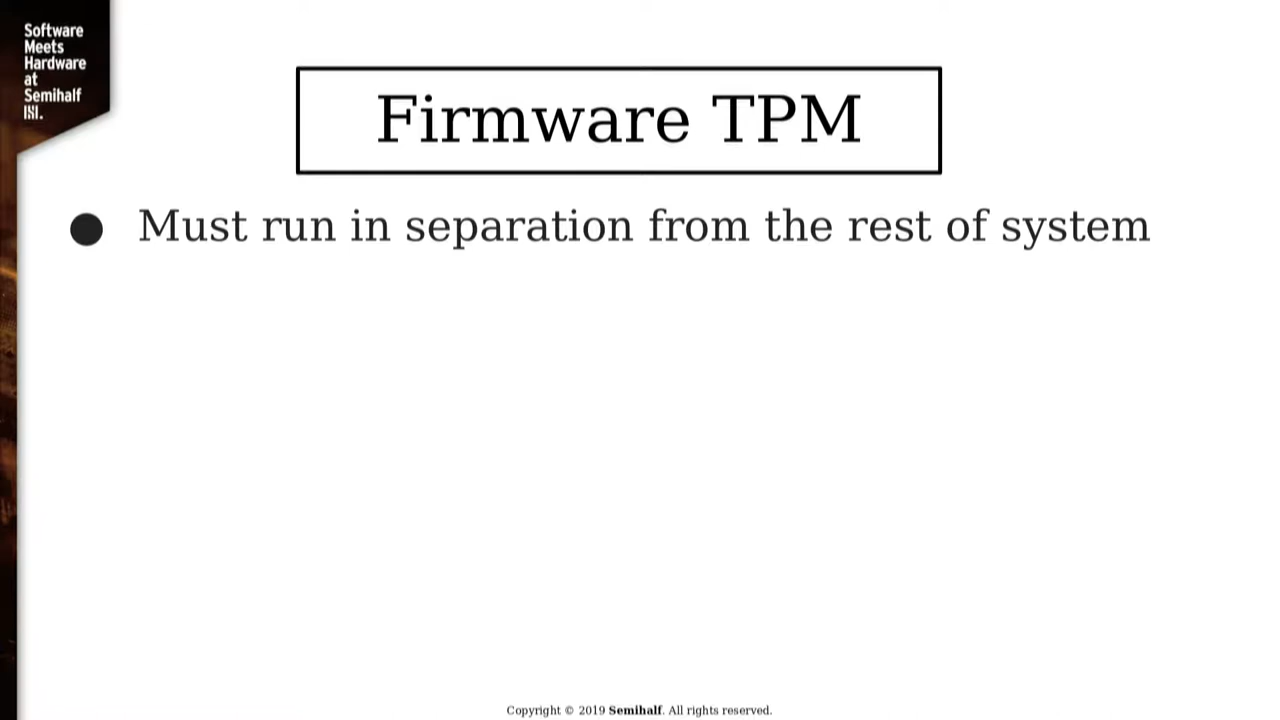 Software
Meets
Hardware
at
Semihalf
Firmware TPM
● Must run in separation from the rest of system
Copyright © 2019 Semihalf. All rights reserved.